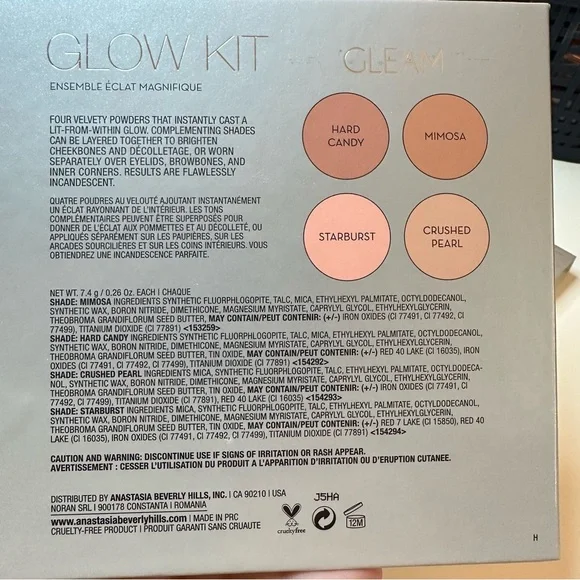 GLOW KIT
GLEAM
ENSEMBLE ÉCLAT MAGNIFIQUE
FOUR VELVETY POWDERS THAT INSTANTLY CAST A
LIT-FROM-WITHIN GLOW. COMPLEMENTING SHADES
CAN BE LAYERED TOGETHER TO BRIGHTEN
CHEEKBONES AND DÉCOLLETAGE, OR WORN
SEPARATELY OVER EYELIDS, BROWBONES, AND
INNER CORNERS. RESULTS ARE FLAWLESSLY
INCANDESCENT.
QUATRE POUDRES AU VELOUTÉ AJOUTANT INSTANTANÉMENT
UN ÉCLAT RAYONNANT DE L'INTÉRIEUR. LES TONS
COMPLÉMENTAIRES PEUVENT ÊTRE SUPERPOSÉS POUR
DONNER DE L'ÉCLAT AUX POMMETTES ET AU DÉCOLLETÉ, OU
APPLIQUÉS SÉPARÉMENT SUR LES PAUPIÈRES, SUR LES
ARCADES SOURCILIÈRES ET SUR LES COINS INTÉRIEURS. VOUS
OBTIENDREZ UNE INCANDESCENCE PARFAITE.
HARD
CANDY
MIMOSA
STARBURST
CRUSHED
PEARL
NET WT. 7.4 g / 0.26 Oz. EACH | CHAQUE
SHADE: MIMOSA INGREDIENTS SYNTHETIC FLUORPHLOGOPITE, TALC, MICA, ETHYLHEXYL PALMITATE, OCTYLDODECANOL,
SYNTHETIC WAX, BORON NITRIDE, DIMETHICONE, MAGNESIUM MYRISTATE, CAPRYLYL GLYCOL, ETHYLHEXYLGLYCERIN,
THEOBROMA GRANDIFLORUM SEED BUTTER, MAY CONTAIN/PEUT CONTENIR: (+/-) IRON OXIDES (CI 77491, CI 77492, CI
77499), TITANIUM DIOXIDE (CI 77891) <153259>
SHADE: HARD CANDY INGREDIENTS SYNTHETIC FLUORPHLOGOPITE, TALC, MICA, ETHYLHEXYL PALMITATE, OCTYLDODECANOL,
SYNTHETIC WAX, BORON NITRIDE, DIMETHICONE, MAGNESIUM MYRISTATE, CAPRYLYL GLYCOL, ETHYLHEXYLGLYCERIN,
THEOBROMA GRANDIFLORUM SEED BUTTER, TIN OXIDE. MAY CONTAIN/PEUT CONTENIR: (+/-) RED 40 LAKE (CI 16035), IRON
OXIDES (CI 77491, CI 77492, CI 77499), TITANIUM DIOXIDE (CI 77891) <154292>
SHADE: CRUSHED PEARL INGREDIENTS MICA, SYNTHETIC FLUORPHLOGOPITE, TALC, ETHYLHEXYL PALMITATE, OCTYLDODECA-
NOL, SYNTHETIC WAX, BORON NITRIDE, DIMETHICONE, MAGNESIUM MYRISTATE, CAPRYLYL GLYCOL, ETHYLHEXYLGLYCERIN,
THEOBROMA GRANDIFLORUM SEED BUTTER, TIN OXIDE. MAY CONTAIN/PEUT CONTENIR: (+/-) IRON OXIDES (CI 77491, CI
77492, CI 77499), TITANIUM DIOXIDE (CI 77891), RED 40 LAKE (CI 16035) <154293>
SHADE: STARBURST INGREDIENTS MICA, SYNTHETIC FLUORPHLOGOPITE, TALC, ETHYLHEXYL PALMITATE, OCTYLDODECANOL,
SYNTHETIC WAX, BORON NITRIDE, DIMETHICONE, MAGNESIUM MYRISTATE, CAPRYLYL GLYCOL, ETHYLHEXYLGLYCERIN,
THEOBROMA GRANDIFLORUM SEED BUTTER, TIN OXIDE. MAY CONTAIN/PEUT CONTENIR: (+/-) RED 7 LAKE (CI 15850), RED 40
LAKE (CI 16035), IRON OXIDES (CI 77491, CI 77492, CI 77499), TITANIUM DIOXIDE (CI 77891) <154294>
CAUTION AND WARNING: DISCONTINUE USE IF SIGNS OF IRRITATION OR RASH APPEAR.
AVERTISSEMENT : CESSER L'UTILISATION DU PRODUIT A L'APPARITION D'IRRITATION OU D'ERUPTION CUTANEE.
DISTRIBUTED BY ANASTASIA BEVERLY HILLS, INC. | CA 90210 | USA
NORAN SRL | 900178 CONSTANTA | ROMANIA
www.anastasiabeverlyhills.com | MADE IN PRC
CRUELTY-FREE PRODUCT | PRODUIT GARANTI SANS CRUAUTE
crueltyfree
J5HA
12M
H